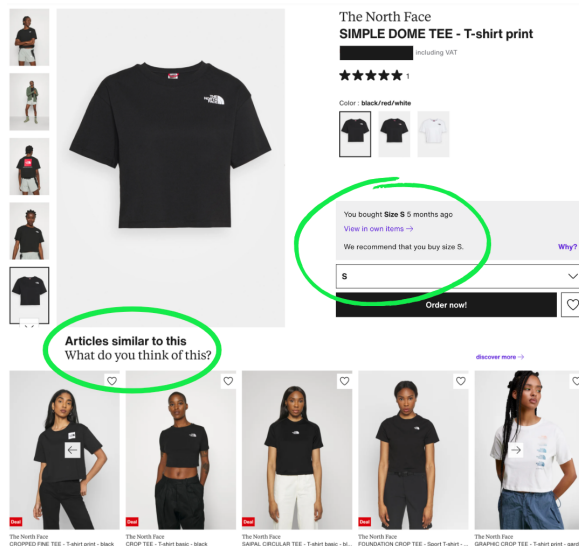 The North Face
SIMPLE DOME TEE - T-shirt print
including VAT
1
Color : black/red/white
THE
NORTH
FACE
You bought Size S 5 months ago
View in own items →
We recommend that you buy size S.
Why?
S
Order now!
Articles similar to this
What do you think of this?
discover more →
Deal
Deal
Deal
Deal
The North Face
CROPPED FINE TEE - T-shirt print - black
The North Face
CROP TEE - T-shirt basic - black
The North Face
SAIPAL CIRCULAR TEE - T-shirt basic - bl...
The North Face
FOUNDATION CROP TEE - Sport T-shirt - ...
The North Face
GRAPHIC CROP TEE - T-shirt print - gard